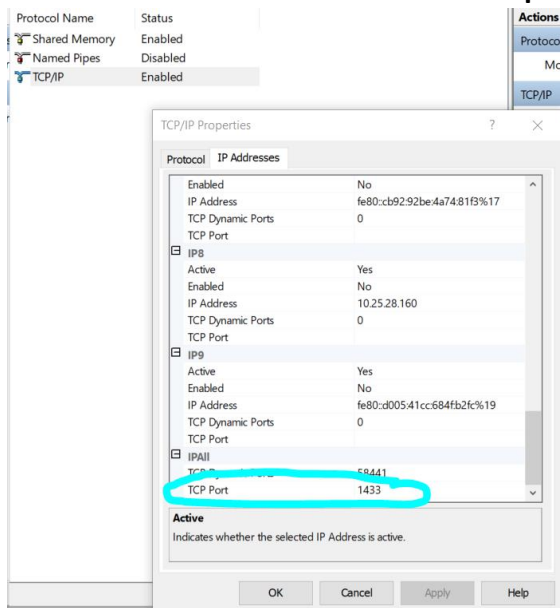 Protocol Name Status Actions
Shared Memory Enabled Protoco
Named Pipes Disabled Mo
TCP/IP Enabled TCP/IP
TCP/IP Properties ? ×
Protocol IP Addresses
Enabled No
IP Address fe80::cb92:92be:4a74:81f3%17
TCP Dynamic Ports 0
TCP Port
IP8
Active Yes
Enabled No
IP Address 10.25.28.160
TCP Dynamic Ports 0
TCP Port
IP9
Active Yes
Enabled No
IP Address fe80::d005:41cc:684f:b2fc%19
TCP Dynamic Ports 0
TCP Port
IPAll
TCP 58441
TCP Port 1433
Active
Indicates whether the selected IP Address is active.
OK Cancel Apply Help